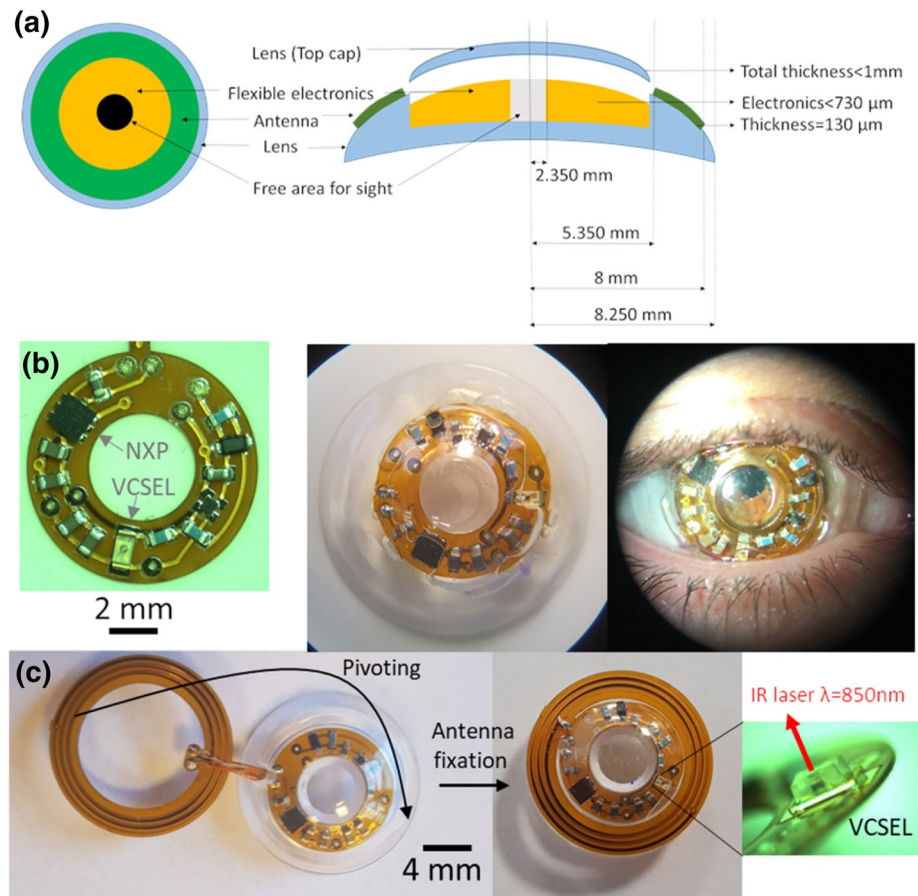 (a)
Lens (Top cap)
Total thickness<1mm
Flexible electronics
Electronics<730 µm
Antenna
Thickness=130 µm
Lens
Free area for sight
2.350 mm
5.350 mm
8 mm
8.250 mm
(b)
NXP
VCSEL
2 mm
(c)
Pivoting
IR laser λ=850nm
Antenna
fixation
VCSEL
4 mm